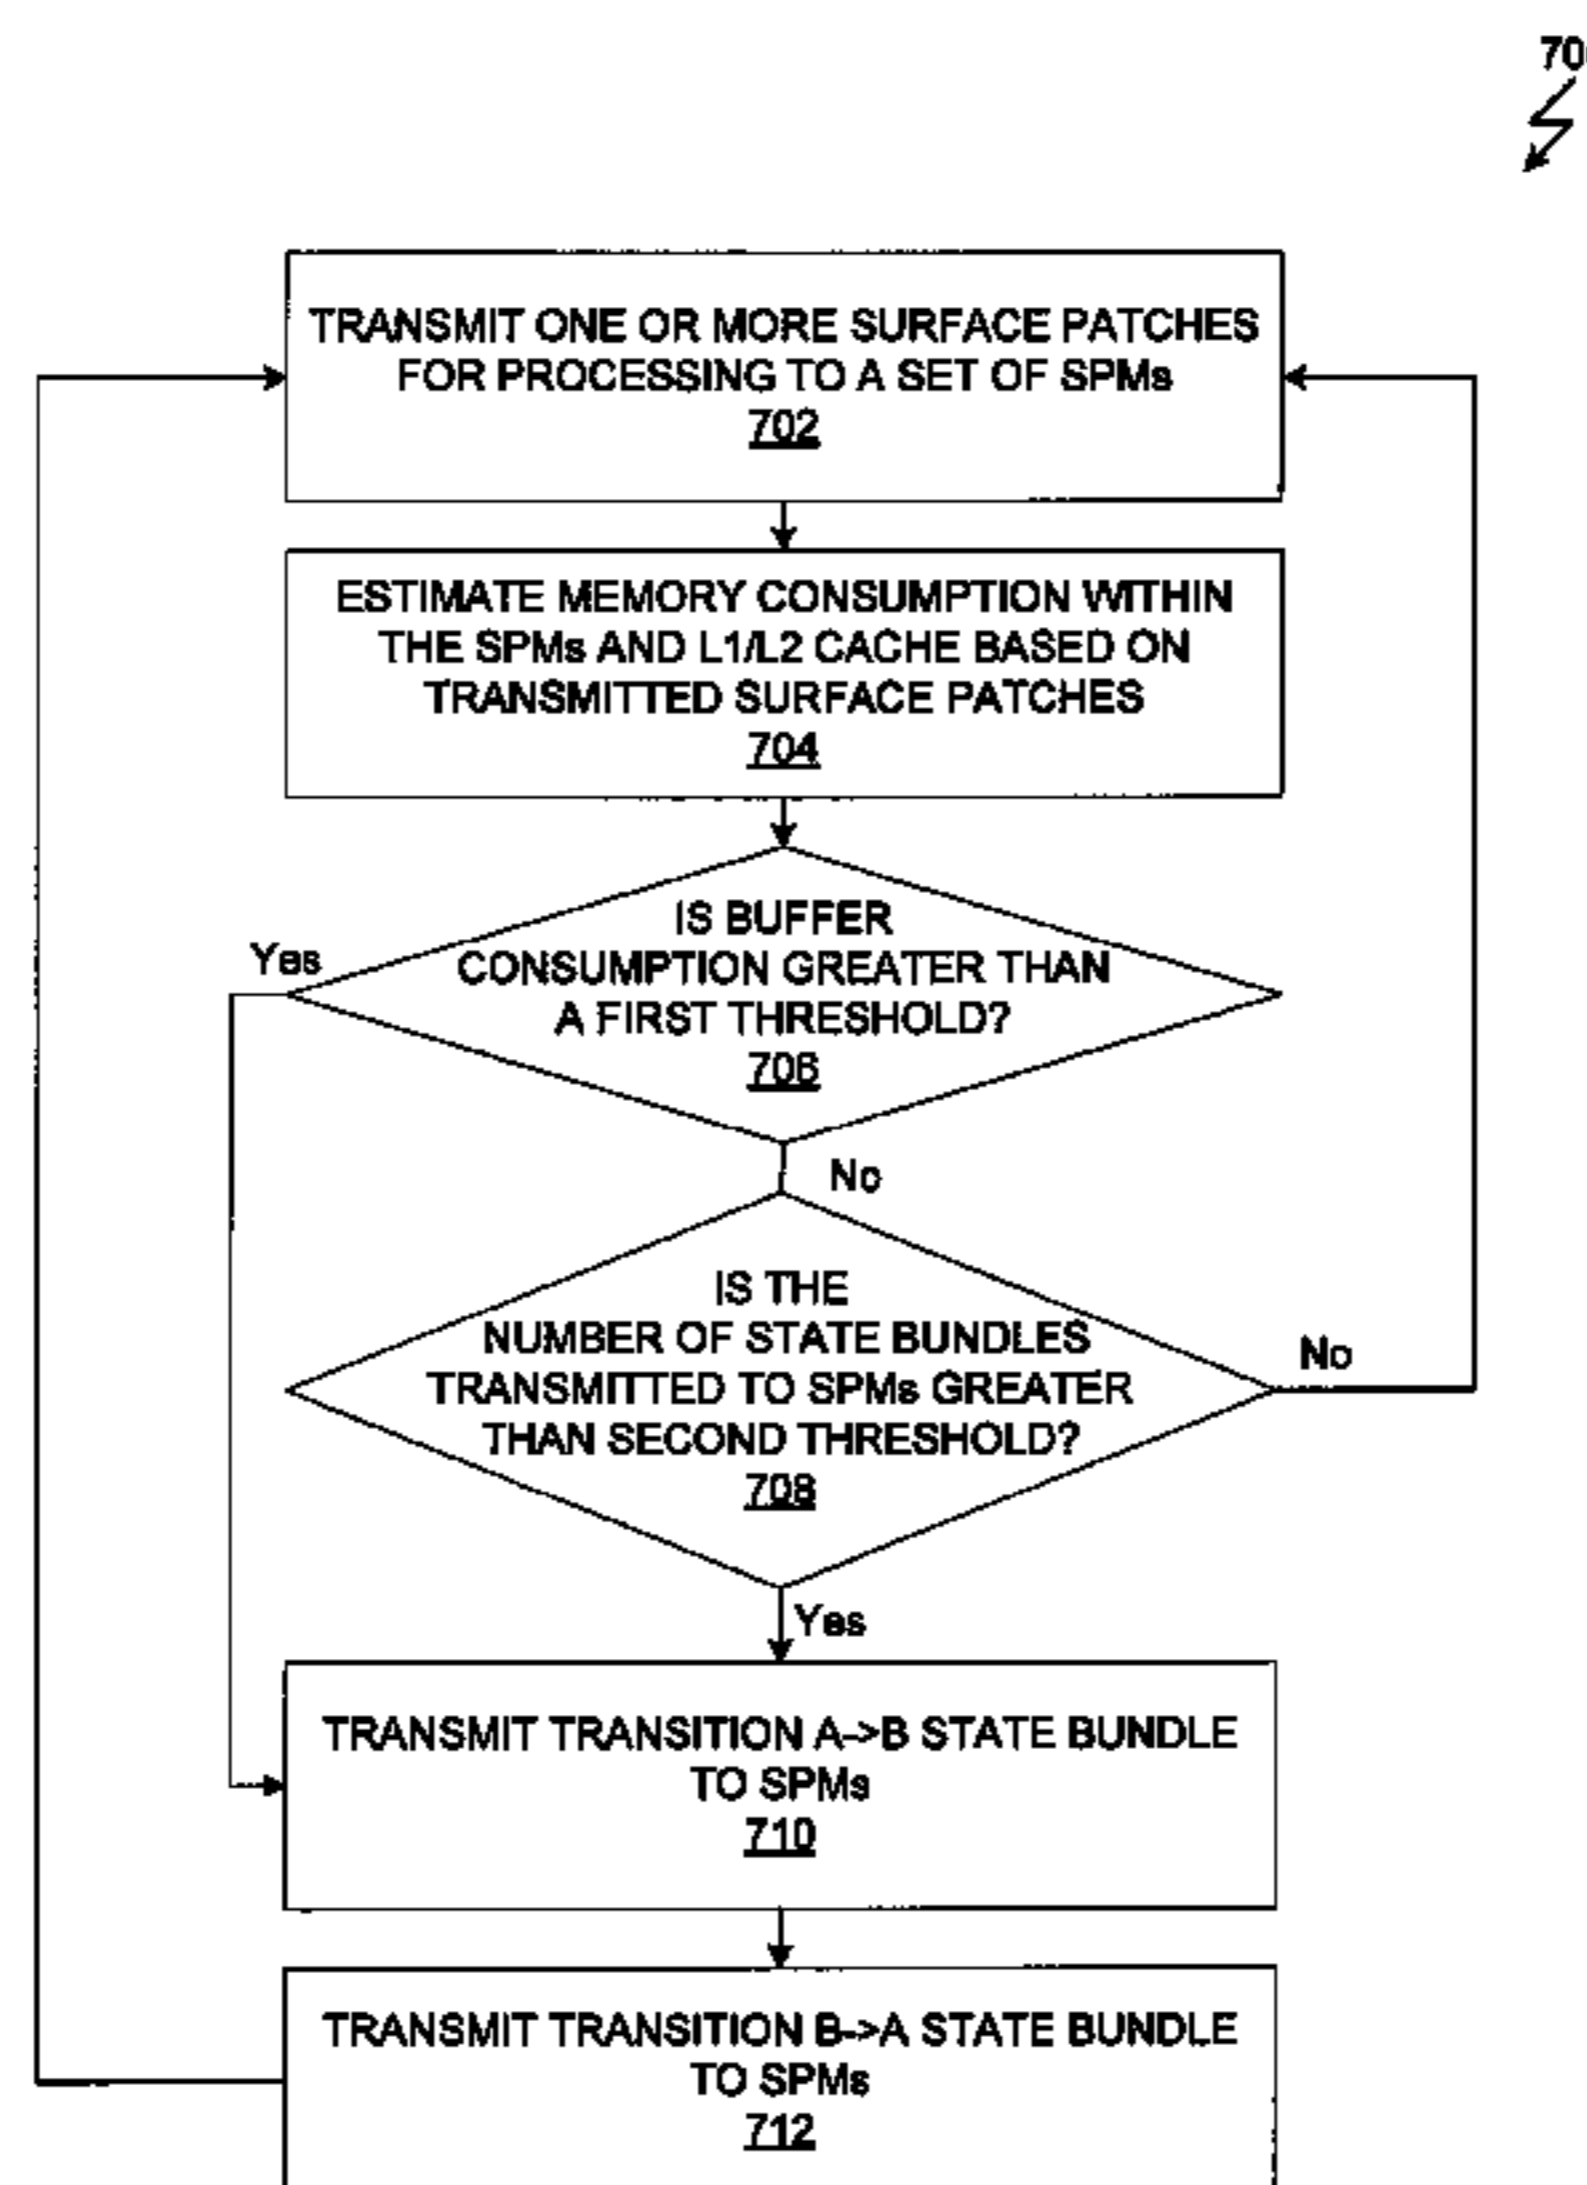 TRANSMIT ONE OR MORE SURFACE PATCHES
FOR PROCESSING TO A SET OF SPMs
702
ESTIMATE MEMORY CONSUMPTION WITHIN
THE SPMs AND L1/L2 CACHE BASED ON
TRANSMITTED SURFACE PATCHES
704
IS BUFFER
CONSUMPTION GREATER THAN
A FIRST THRESHOLD?
706
Yes
No
IS THE
NUMBER OF STATE BUNDLES
TRANSMITTED TO SPMs GREATER
THAN SECOND THRESHOLD?
708
No
Yes
TRANSMIT TRANSITION A->B STATE BUNDLE
TO SPMs
710
TRANSMIT TRANSITION B->A STATE BUNDLE
TO SPMs
712